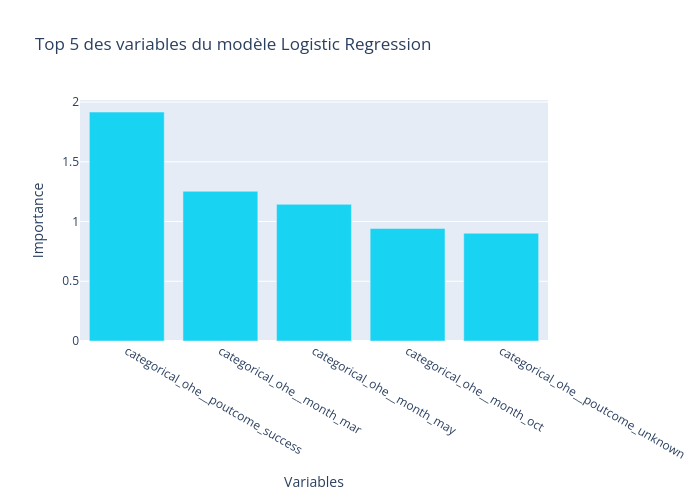 Top 5 des variables du modèle Logistic Regression
Importance
2
1.5
1
0.5
0
categorical_ohe__poutcome_success
categorical_ohe__month_mar
categorical_ohe__month_may
categorical_ohe__month_oct
categorical_ohe__poutcome_unknown
Variables